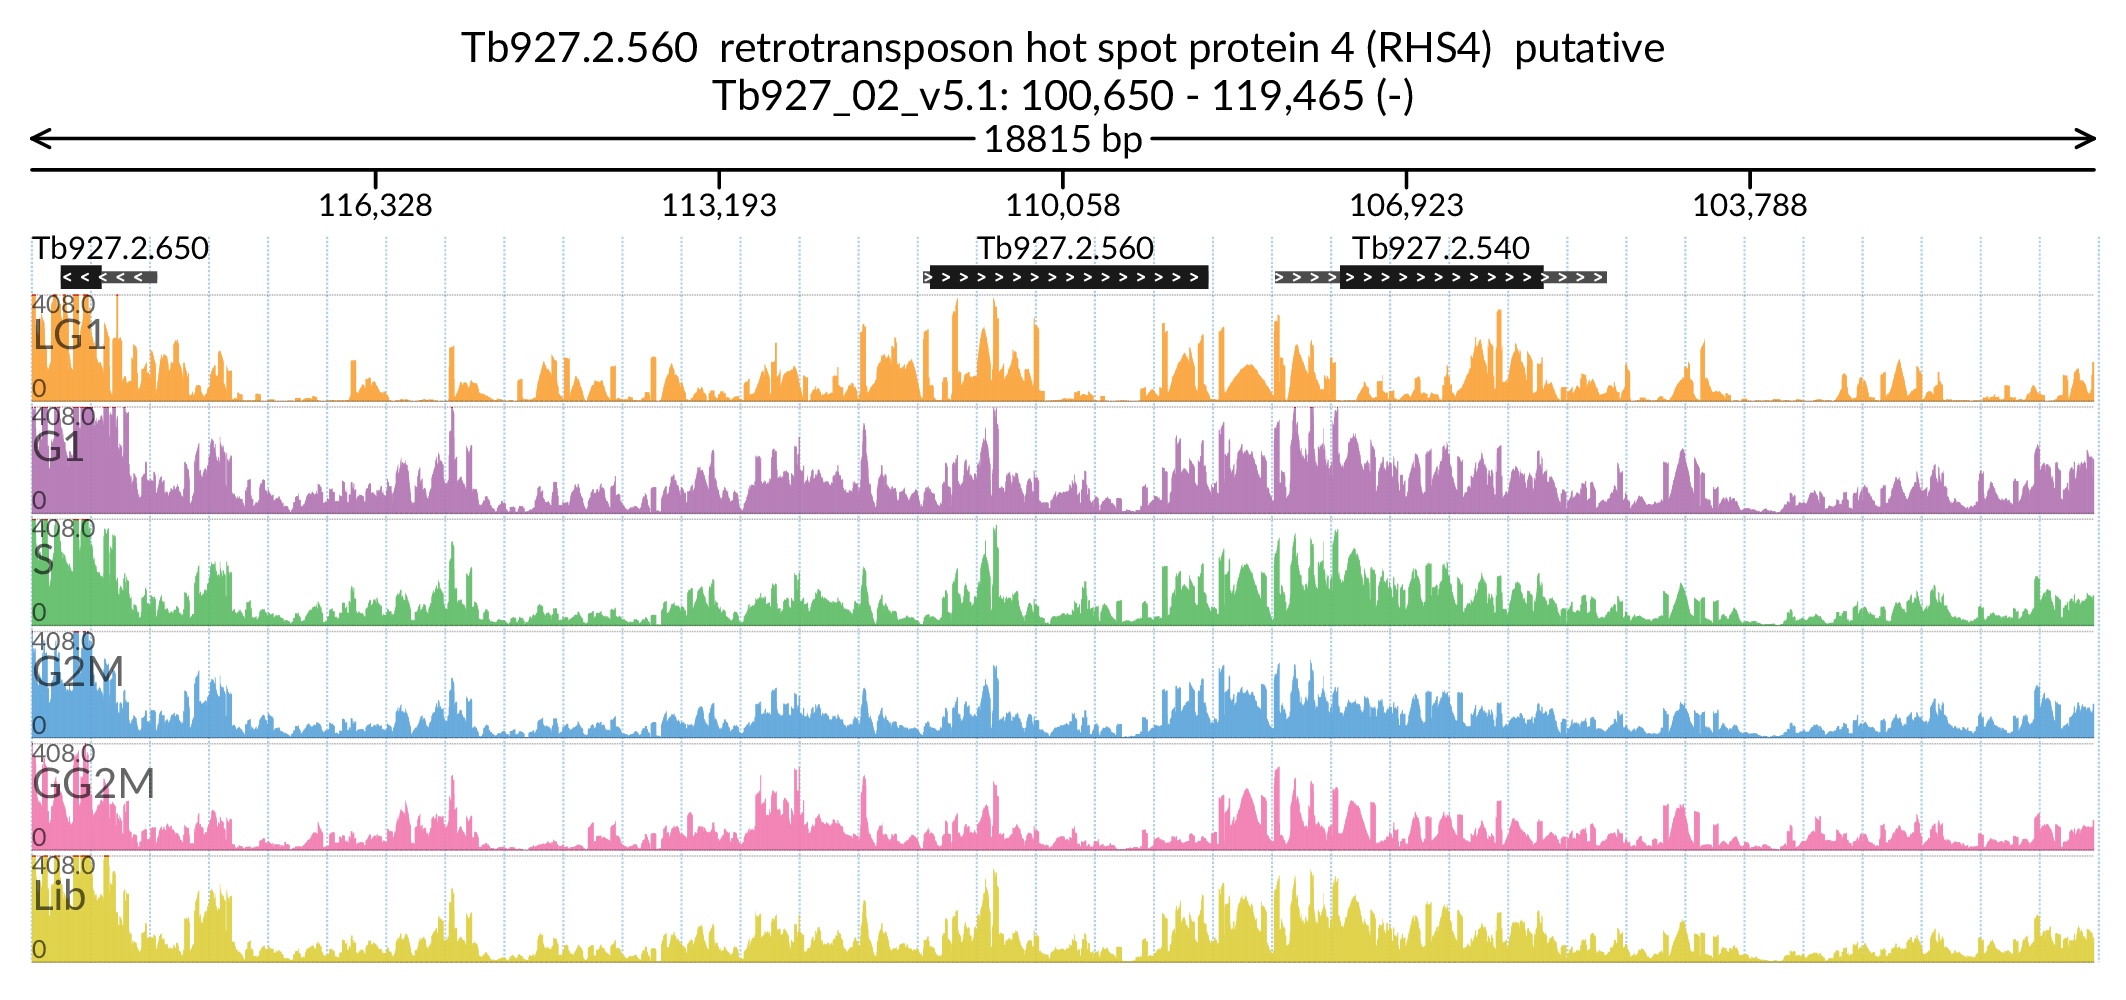 Tb927.2.560 retrotransposon hot spot protein 4 (RHS4) putative
Tb927_02_v5.1: 100,650 - 119,465 (-)
18815 bp
116,328 113,193 110,058 106,923 103,788
Tb927.2.650 Tb927.2.560 Tb927.2.540
408.0
LG1
0
408.0
G1
0
408.0
S
0
408.0
G2M
0
408.0
GG2M
0
408.0
Lib
0